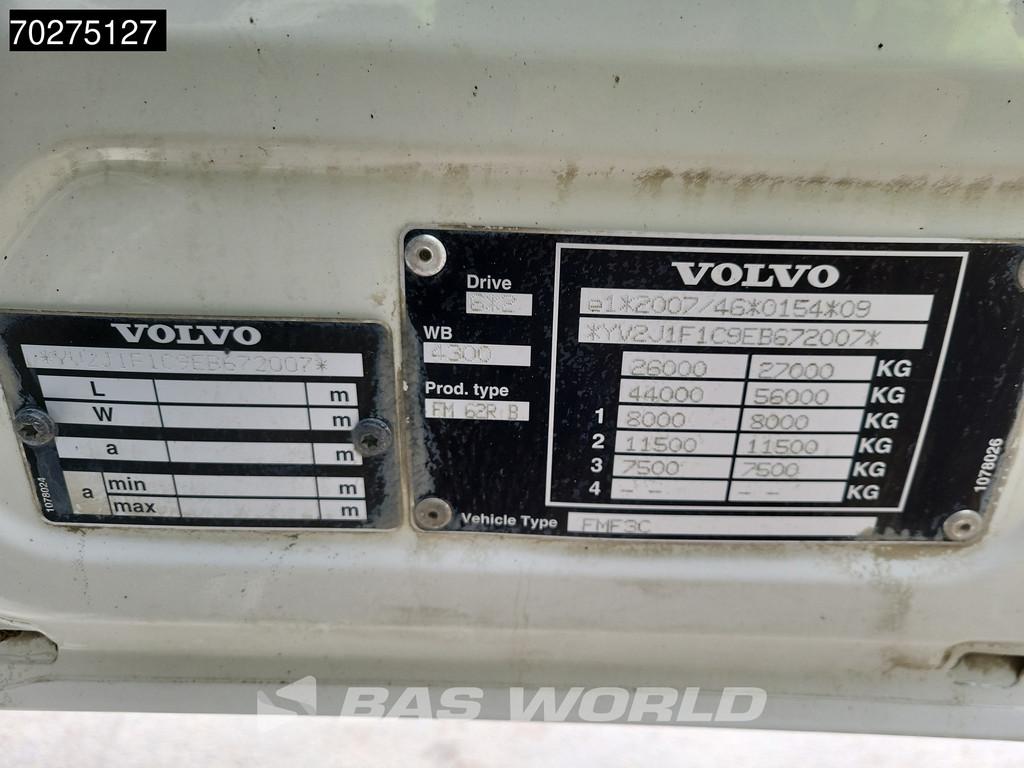 70275127
VOLVO
*YV2J1F1C9EB672007*
L m
W m
a m
a min m
max m
1078024
Drive
6*2
WB
4300
Prod. type
FM 62R B
VOLVO
e1*2007/46*0154*09
*YV2J1F1C9EB672007*
26000 27000 KG
44000 56000 KG
1 8000 8000 KG
2 11500 11500 KG
3 7500 7500 KG
4 -- -- KG
Vehicle Type FMF3C
1078026
BAS WORLD